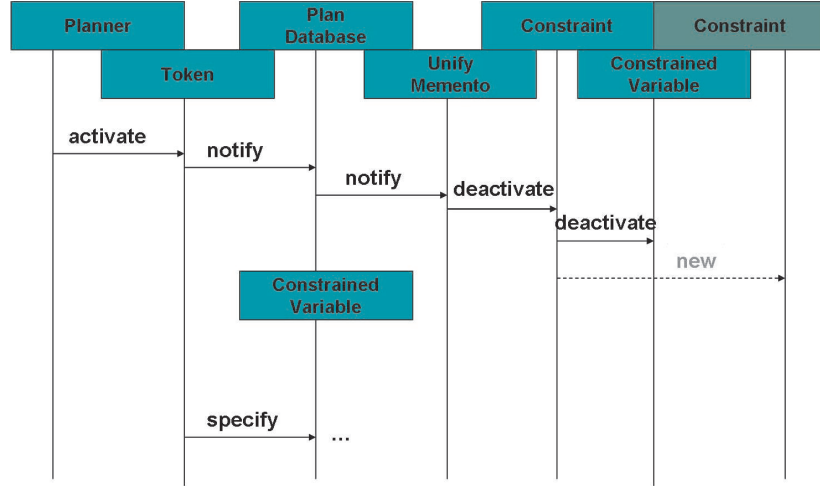 Planner
Plan
Database
Constraint
Constraint
Token
Unify
Memento
Constrained
Variable
activate
notify
notify
deactivate
deactivate
new
Constrained
Variable
specify
...